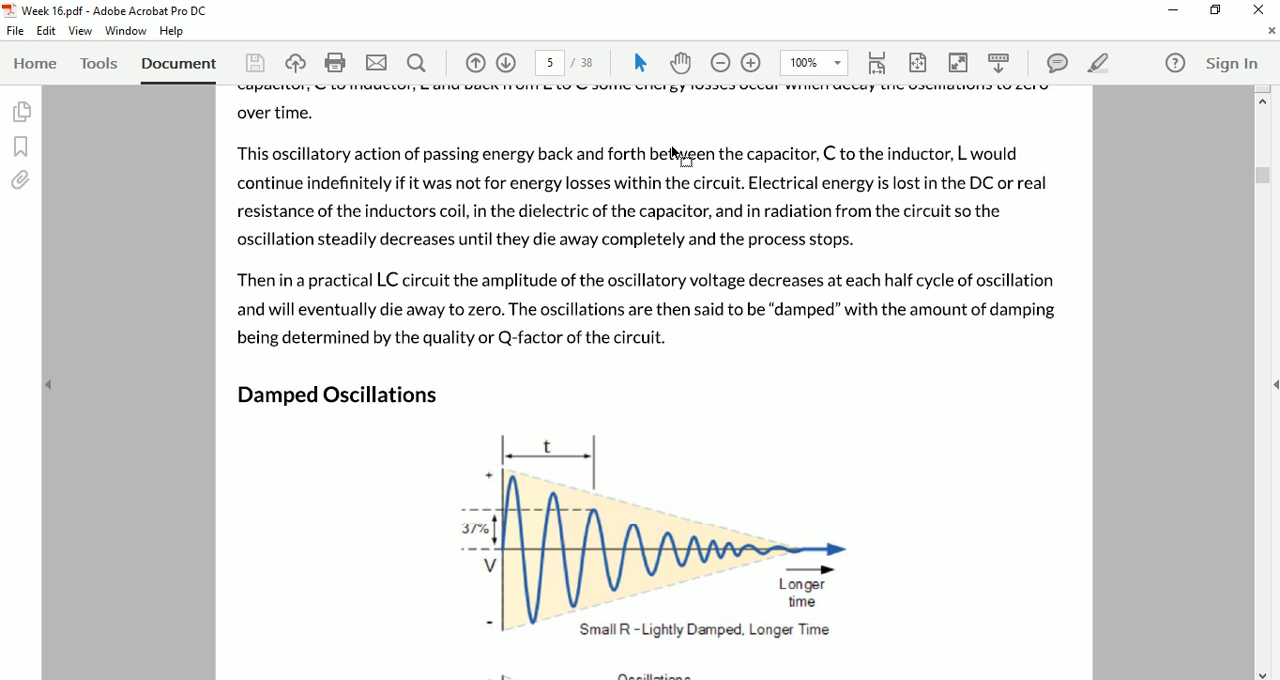 Week 16.pdf - Adobe Acrobat Pro DC
File Edit View Window Help
Home Tools Document 5 / 38 100% Sign In
over time.
This oscillatory action of passing energy back and forth between the capacitor, C to the inductor, L would
continue indefinitely if it was not for energy losses within the circuit. Electrical energy is lost in the DC or real
resistance of the inductors coil, in the dielectric of the capacitor, and in radiation from the circuit so the
oscillation steadily decreases until they die away completely and the process stops.
Then in a practical LC circuit the amplitude of the oscillatory voltage decreases at each half cycle of oscillation
and will eventually die away to zero. The oscillations are then said to be “damped” with the amount of damping
being determined by the quality or Q-factor of the circuit.
Damped Oscillations
t
+
37%
V
-
Longer
time
Small R - Lightly Damped, Longer Time